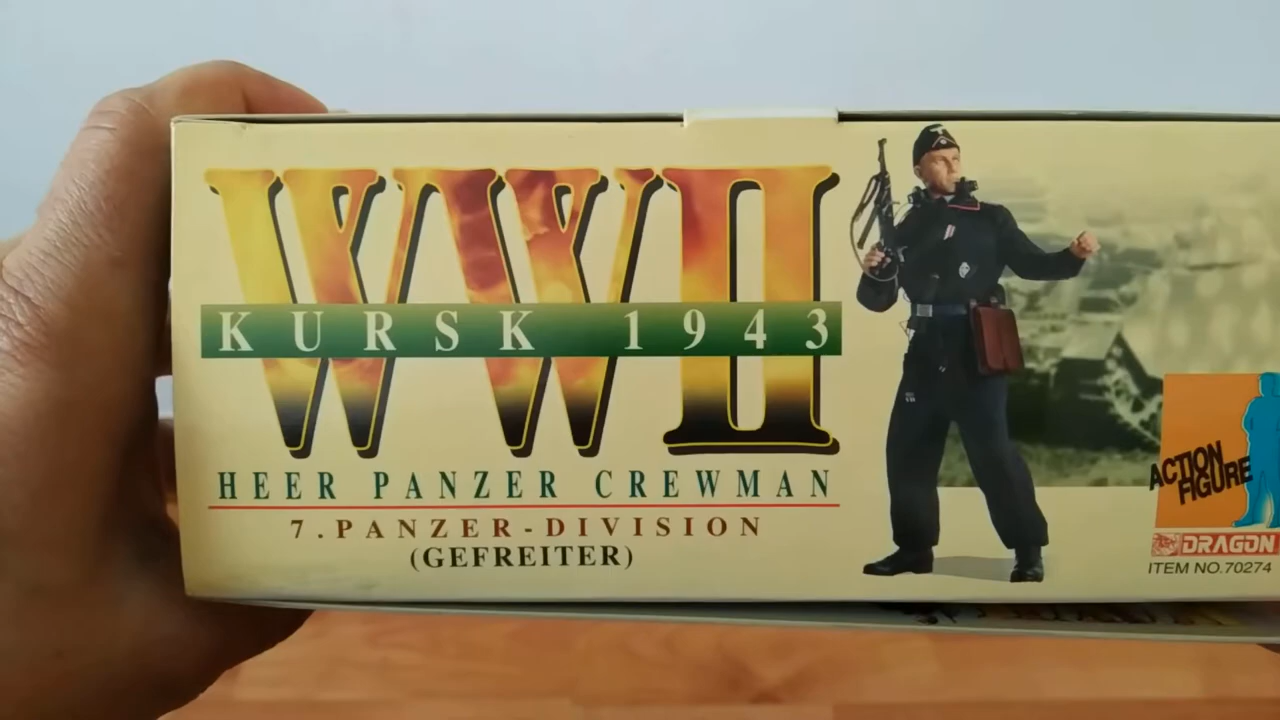 WWII
KURSK 1943
HEER PANZER CREWMAN
7.PANZER-DIVISION
(GEFREITER)
ACTION
FIGURE
DRAGON
ITEM NO.70274